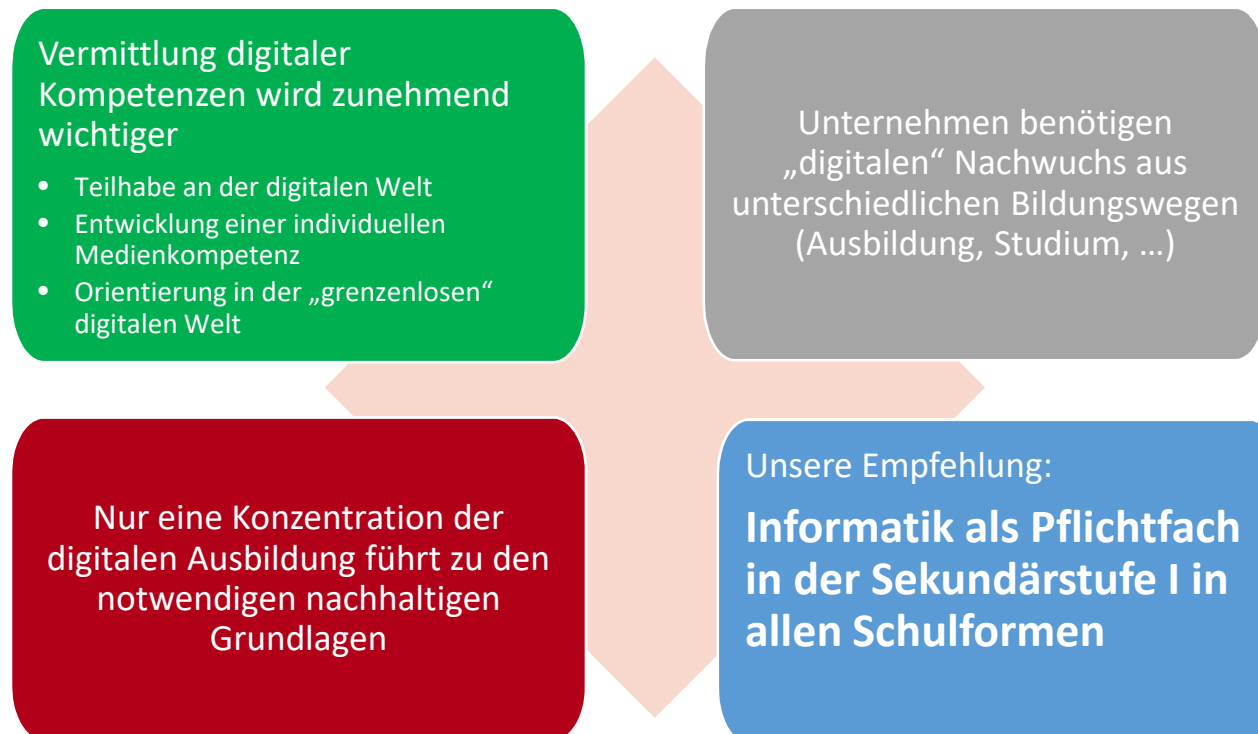 Vermittlung digitaler
Kompetenzen wird zunehmend
wichtiger
• Teilhabe an der digitalen Welt
• Entwicklung einer individuellen
Medienkompetenz
• Orientierung in der „grenzenlosen“
digitalen Welt
Unternehmen benötigen
„digitalen“ Nachwuchs aus
unterschiedlichen Bildungswegen
(Ausbildung, Studium, …)
Nur eine Konzentration der
digitalen Ausbildung führt zu den
notwendigen nachhaltigen
Grundlagen
Unsere Empfehlung:
Informatik als Pflichtfach
in der Sekundärstufe I in
allen Schulformen